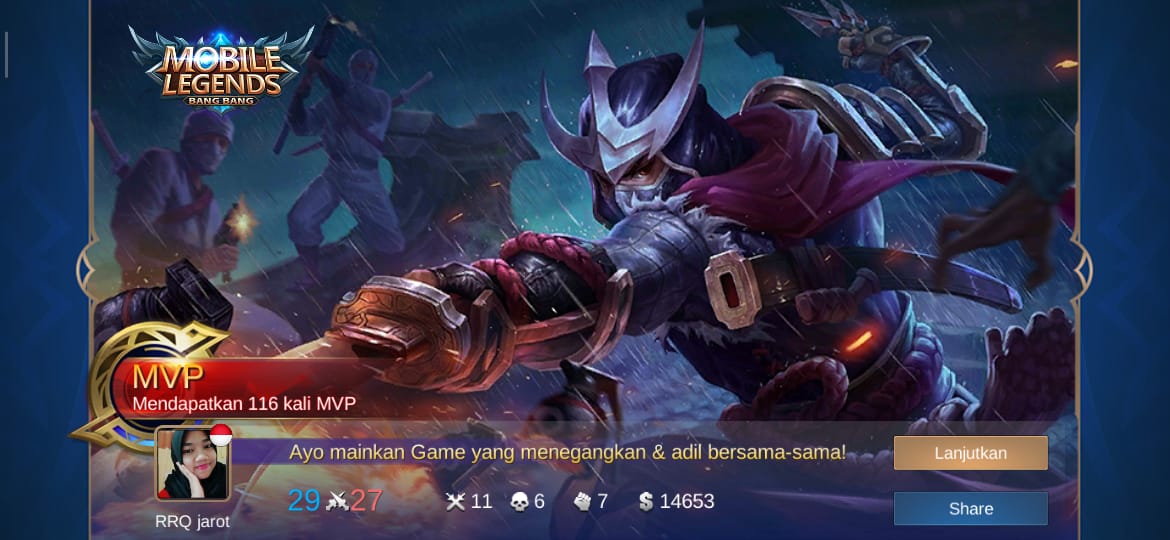 MOBILE
LEGENDS
BANG BANG
MVP
Mendapatkan 116 kali MVP
Ayo mainkan Game yang menegangkan & adil bersama-sama!
Lanjutkan
29 27 11 6 7 $ 14653
Share
RRQ jarot